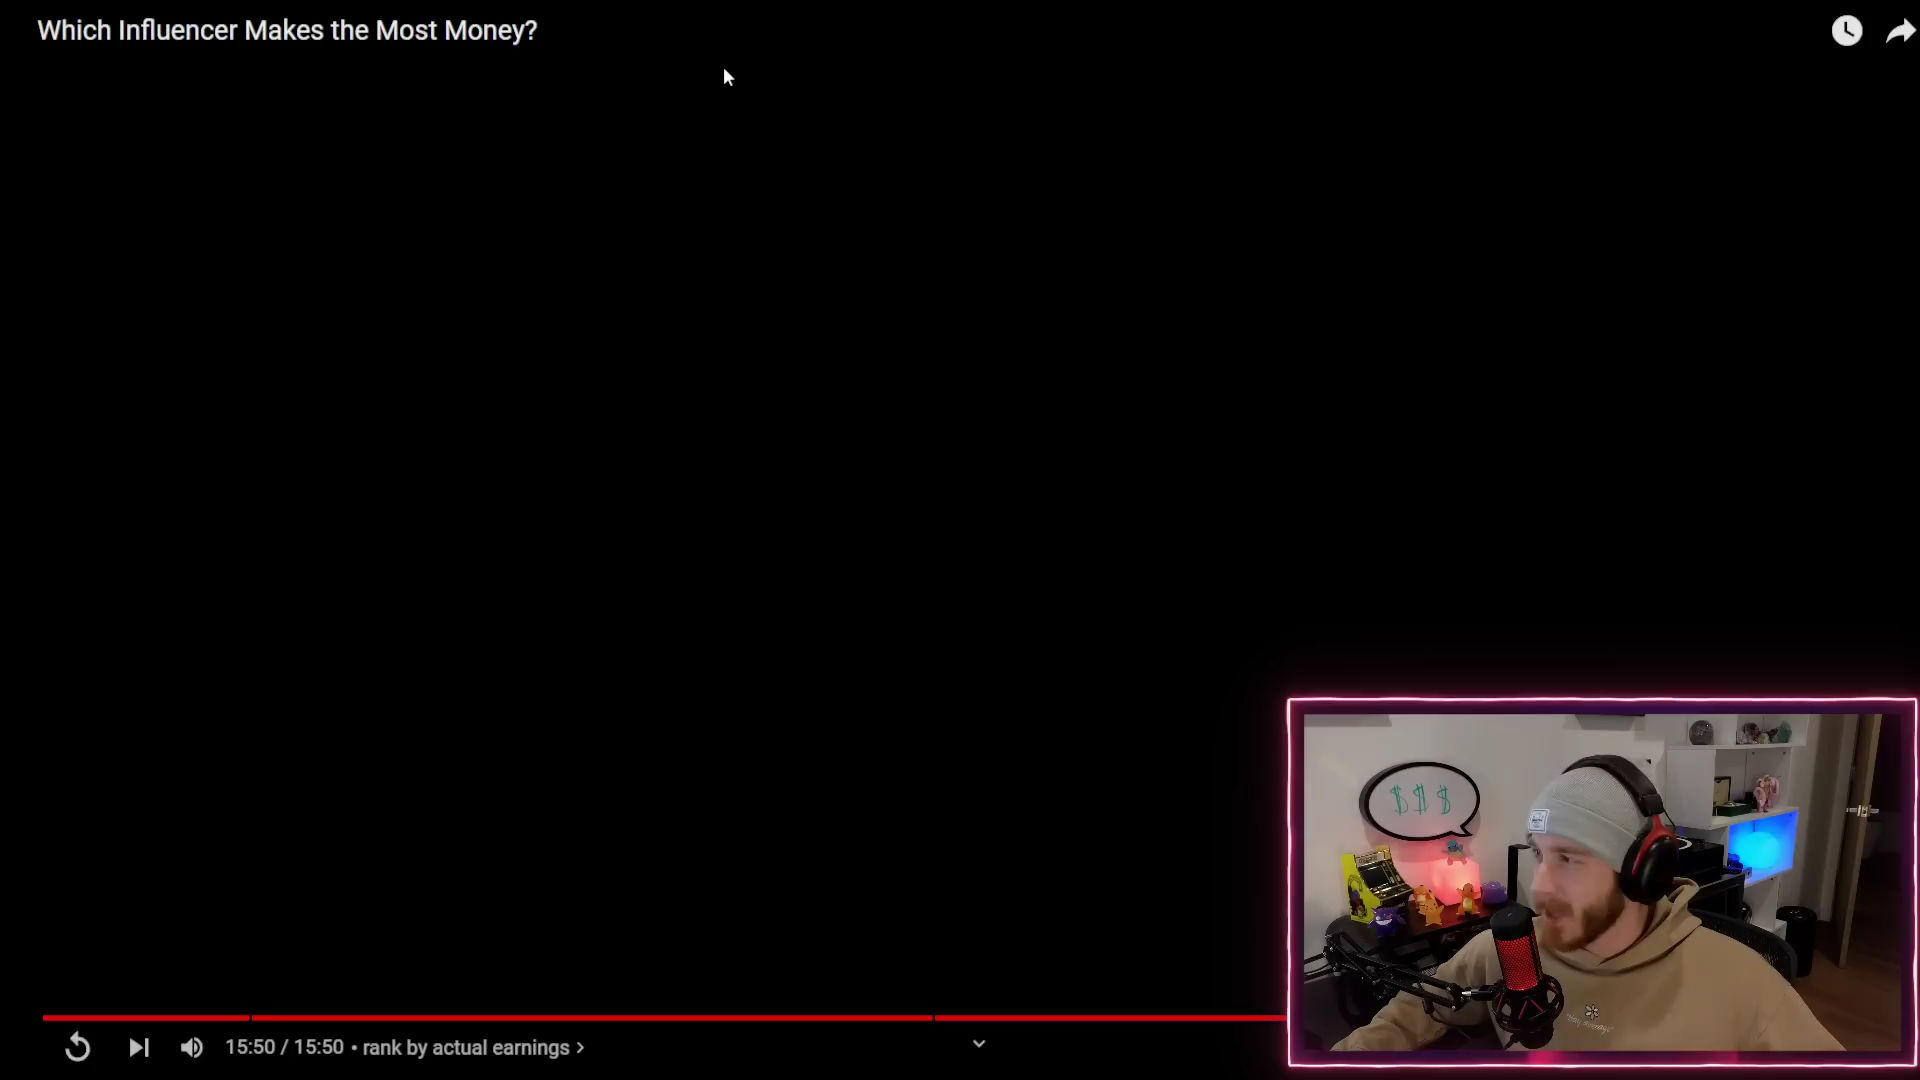 Which Influencer Makes the Most Money?
$ $ $
15:50 / 15:50 • rank by actual earnings >